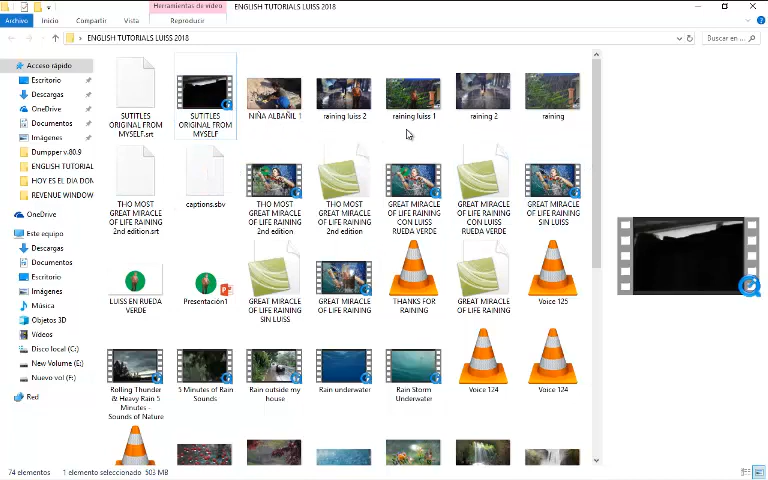 Herramientas de video
ENGLISH TUTORIALS LUISS 2018
Archivo
Inicio
Compartir
Vista
Reproducir
ENGLISH TUTORIALS LUISS 2018
Buscar en ...
Acceso rápido
Escritorio
Descargas
OneDrive
Documentos
Imágenes
Dumpper v.80.9
ENGLISH TUTORIAL
HOY ES EL DIA DON
REVENUE WINDOW
OneDrive
Este equipo
Descargas
Documentos
Escritorio
Imágenes
Música
Objetos 3D
Vídeos
Disco local (C:)
New Volume (E:)
Nuevo vol (F:)
Red
SUTITLES
ORIGINAL FROM
MYSELF.srt
SUTITLES
ORIGINAL FROM
MYSELF
NIÑA ALBAÑIL 1
raining luiss 2
raining luiss 1
raining 2
raining
THO MOST
GREAT MIRACLE
OF LIFE RAINING
2nd edition.srt
captions.sbv
THO MOST
GREAT MIRACLE
OF LIFE RAINING
2nd edition
THO MOST
GREAT MIRACLE
OF LIFE RAINING
2nd edition
GREAT MIRACLE
OF LIFE RAINING
CON LUISS
RUEDA VERDE
GREAT MIRACLE
OF LIFE RAINING
CON LUISS
RUEDA VERDE
GREAT MIRACLE
OF LIFE RAINING
SIN LUISS
LUISS EN RUEDA
VERDE
Presentación1
GREAT MIRACLE
OF LIFE RAINING
SIN LUISS
GREAT MIRACLE
OF LIFE RAINING
THANKS FOR
RAINING
GREAT MIRACLE
OF LIFE RAINING
Voice 125
Rolling Thunder
& Heavy Rain 5
Minutes -
Sounds of Nature
5 Minutes of Rain
Sounds
Rain outside my
house
Rain underwater
Rain Storm
Underwater
Voice 124
Voice 124
74 elementos
1 elemento seleccionado
503 MB